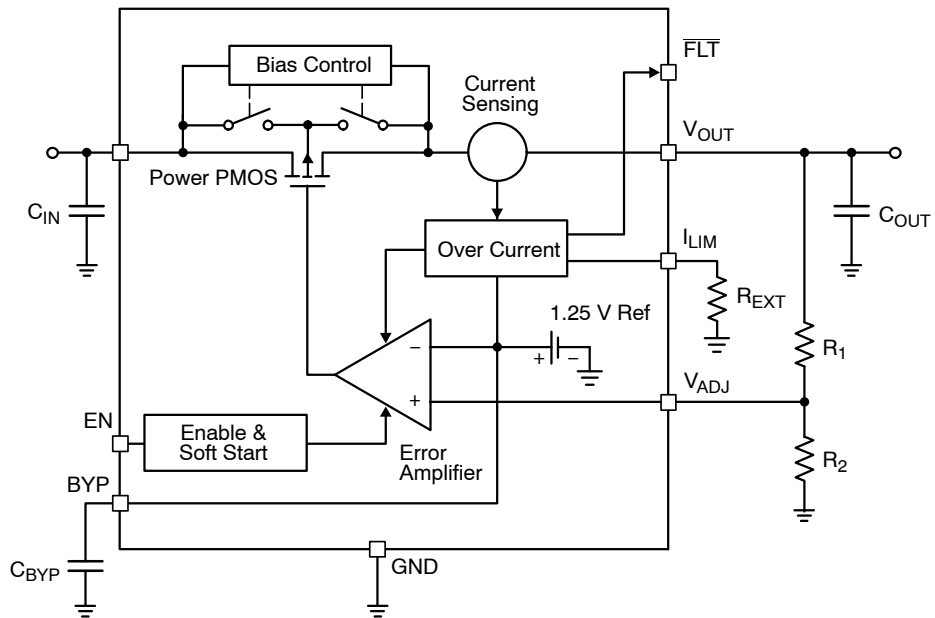 Bias Control
FLT
Current
Sensing
VOUT
Power PMOS
CIN
COUT
Over Current
ILIM
REXT
1.25 V Ref
−
+ −
R1
VADJ
+
EN
Enable &
Soft Start
Error
Amplifier
R2
BYP
GND
CBYP